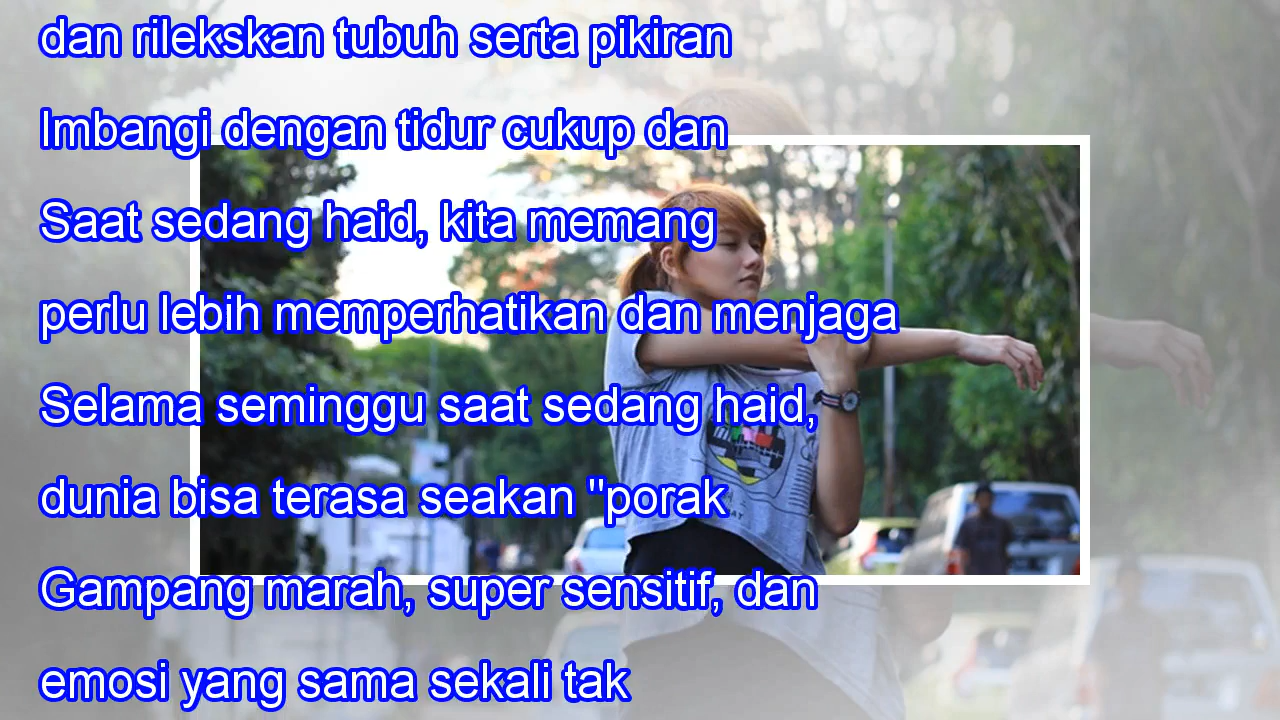 dan rilekskan tubuh serta pikiran
Imbangi dengan tidur cukup dan
Saat sedang haid, kita memang
perlu lebih memperhatikan dan menjaga
Selama seminggu saat sedang haid,
dunia bisa terasa seakan "porak
Gampang marah, super sensitif, dan
emosi yang sama sekali tak